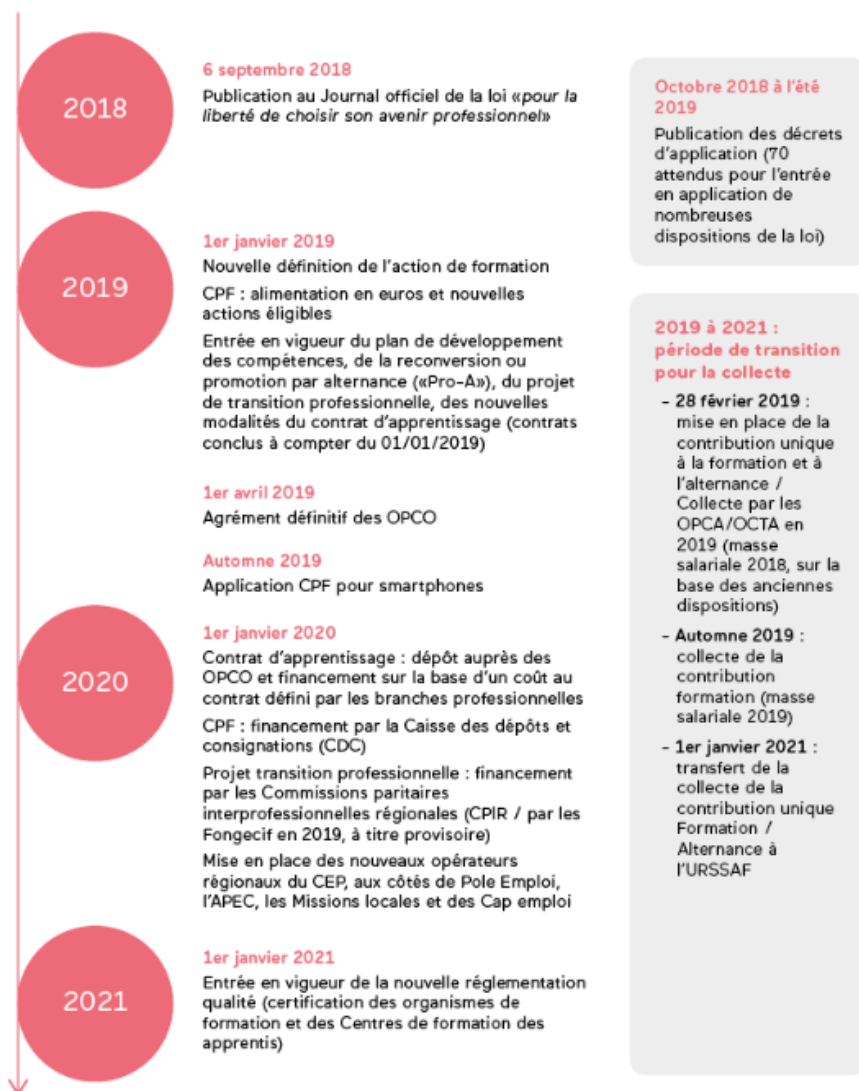 2018
6 septembre 2018
Publication au Journal officiel de la loi «pour la
liberté de choisir son avenir professionnel»
2019
1er janvier 2019
Nouvelle définition de l'action de formation
CPF : alimentation en euros et nouvelles
actions éligibles
Entrée en vigueur du plan de développement
des compétences, de la reconversion ou
promotion par alternance («Pro-A»), du projet
de transition professionnelle, des nouvelles
modalités du contrat d'apprentissage (contrats
conclus à compter du 01/01/2019)
1er avril 2019
Agrément définitif des OPCO
Automne 2019
Application CPF pour smartphones
2020
1er janvier 2020
Contrat d'apprentissage : dépôt auprès des
OPCO et financement sur la base d'un coût au
contrat défini par les branches professionnelles
CPF : financement par la Caisse des dépôts et
consignations (CDC)
Projet transition professionnelle : financement
par les Commissions paritaires
interprofessionnelles régionales (CPIR / par les
Fongecif en 2019, à titre provisoire)
Mise en place des nouveaux opérateurs
régionaux du CEP, aux côtés de Pole Emploi,
l'APEC, les Missions locales et des Cap emploi
2021
1er janvier 2021
Entrée en vigueur de la nouvelle réglementation
qualité (certification des organismes de
formation et des Centres de formation des
apprentis)
Octobre 2018 à l'été
2019
Publication des décrets
d'application (70
attendus pour l'entrée
en application de
nombreuses
dispositions de la loi)
2019 à 2021 :
période de transition
pour la collecte
- 28 février 2019 :
mise en place de la
contribution unique
à la formation et à
l'alternance /
Collecte par les
OPCA/OCTA en
2019 (masse
salariale 2018, sur la
base des anciennes
dispositions)
- Automne 2019 :
collecte de la
contribution
formation (masse
salariale 2019)
- 1er janvier 2021 :
transfert de la
collecte de la
contribution unique
Formation /
Alternance à
l'URSSAF